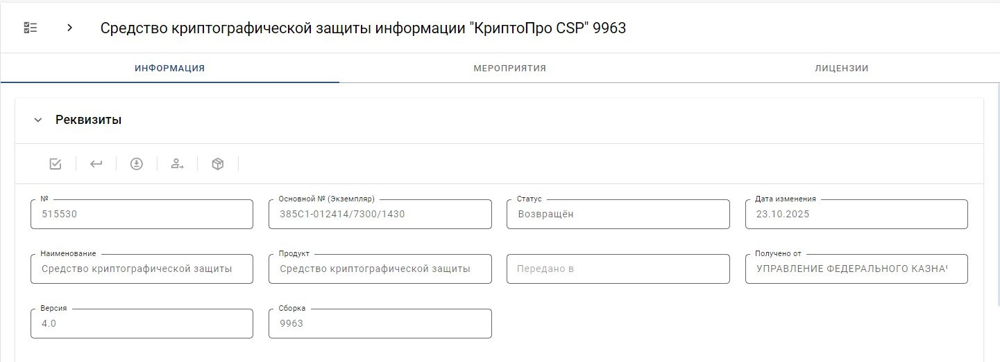 Средство криптографической защиты информации "КриптоПро CSP" 9963
ИНФОРМАЦИЯ МЕРОПРИЯТИЯ ЛИЦЕНЗИИ
Реквизиты
№ Основной № (Экземпляр) Статус Дата изменения
515530 385C1-012414/7300/1430 Возвращён 23.10.2025
Наименование Продукт Получено от
Средство криптографической защиты Средство криптографической защиты Передано в УПРАВЛЕНИЕ ФЕДЕРАЛЬНОГО КАЗНАЧ
Версия Сборка
4.0 9963